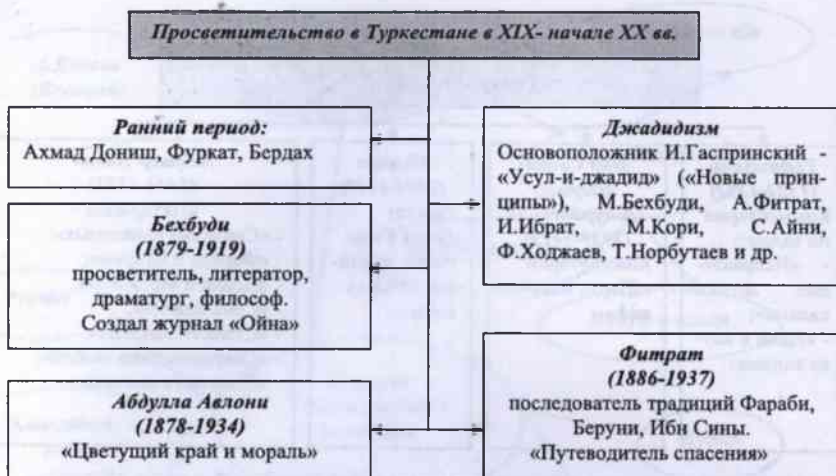 Просветительство в Туркестане в XIX- начале XX вв.
Ранний период:
Ахмад Дониш, Фуркат, Бердах
Джадидизм
Основоположник И.Гаспринский -
«Усул-и-джадид» («Новые прин-
ципы»), М.Бехбуди, А.Фитрат,
И.Ибрат, М.Кори, С.Айни,
Ф.Ходжаев, Т.Норбутаев и др.
Бехбуди
(1879-1919)
просветитель, литератор,
драматург, философ.
Создал журнал «Ойна»
Фитрат
(1886-1937)
последователь традиций Фараби,
Беруни, Ибн Сины.
«Путеводитель спасения»
Абдулла Авлони
(1878-1934)
«Цветущий край и мораль»